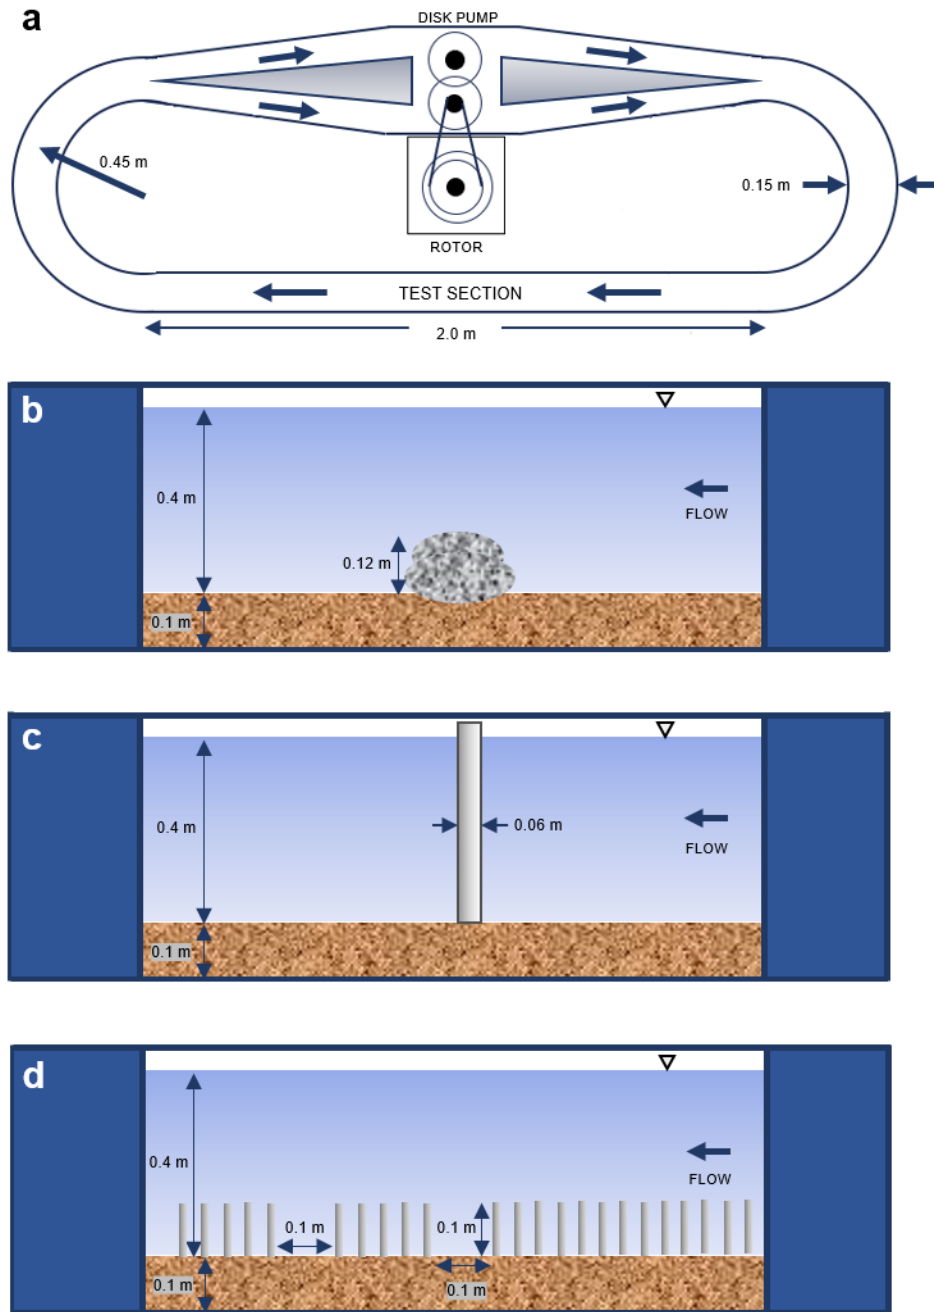 a
DISK PUMP
0.45 m
0.15 m
ROTOR
TEST SECTION
2.0 m
b
0.4 m
FLOW
0.12 m
0.1 m
c
0.4 m
0.06 m
FLOW
0.1 m
d
0.4 m
FLOW
0.1 m
0.1 m
0.1 m
0.1 m